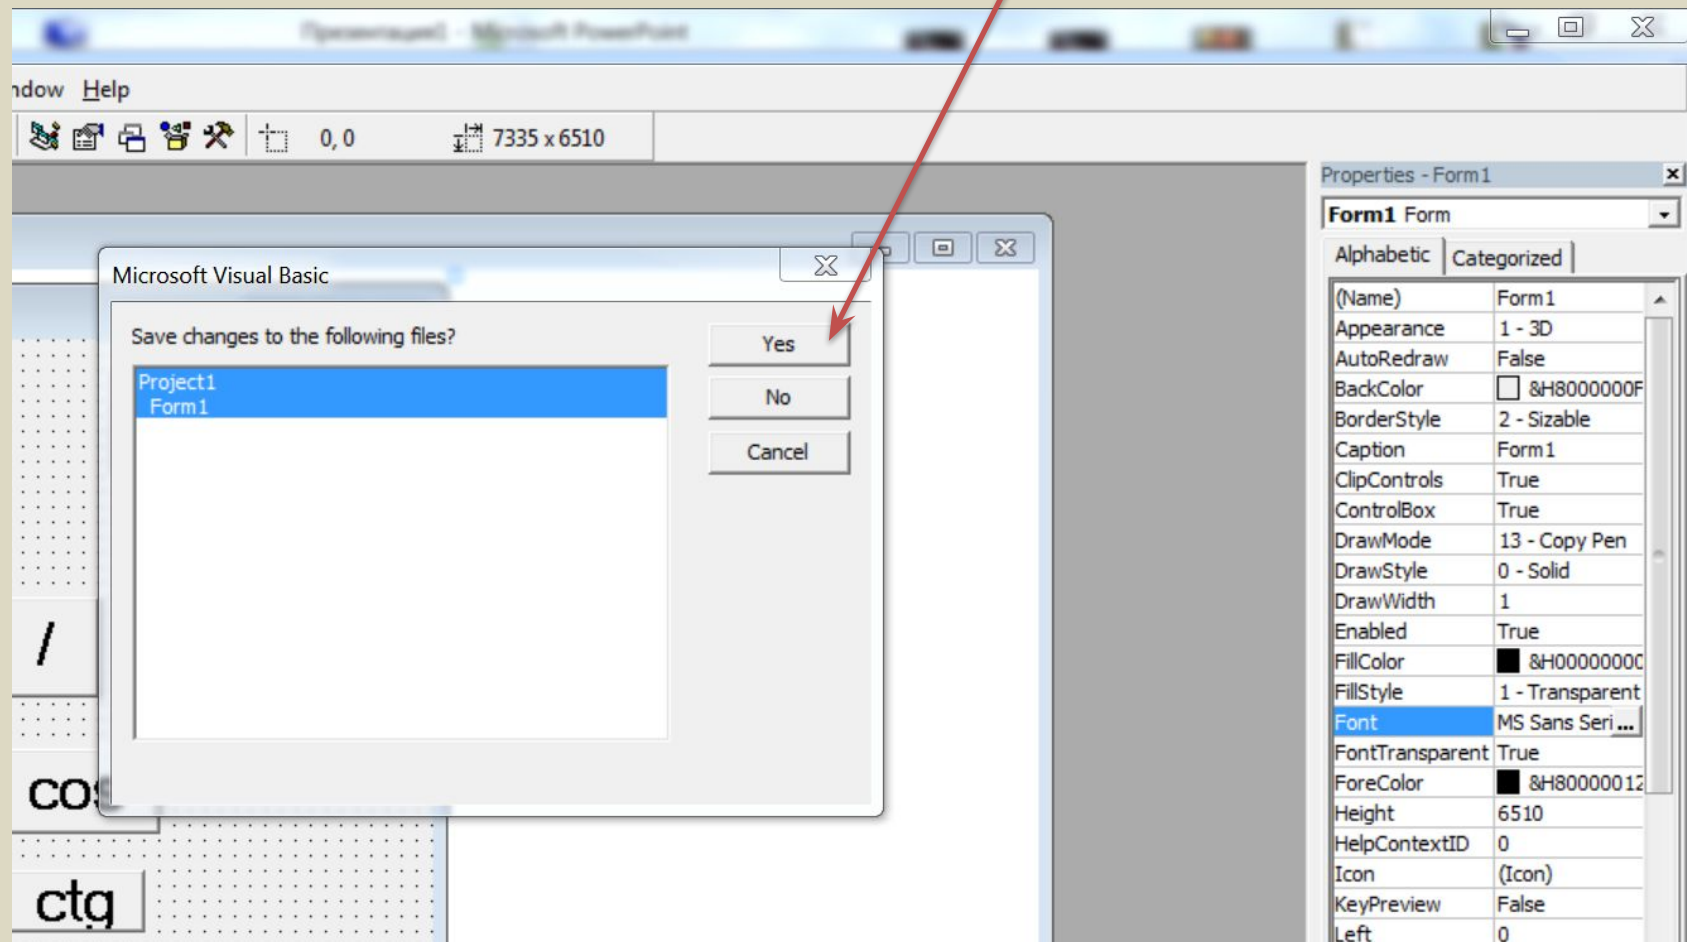 Презентация1 - Microsoft PowerPoint
ndow Help
0, 0
7335 x 6510
Properties - Form1
Form1 Form
Alphabetic Categorized
(Name) Form1
Appearance 1 - 3D
AutoRedraw False
BackColor &H8000000F
BorderStyle 2 - Sizable
Caption Form1
ClipControls True
ControlBox True
DrawMode 13 - Copy Pen
DrawStyle 0 - Solid
DrawWidth 1
Enabled True
FillColor &H00000000
FillStyle 1 - Transparent
Font MS Sans Seri ...
FontTransparent True
ForeColor &H80000012
Height 6510
HelpContextID 0
Icon (Icon)
KeyPreview False
Left 0
Microsoft Visual Basic
Save changes to the following files?
Project1
Form1
Yes
No
Cancel
/
cos
ctg